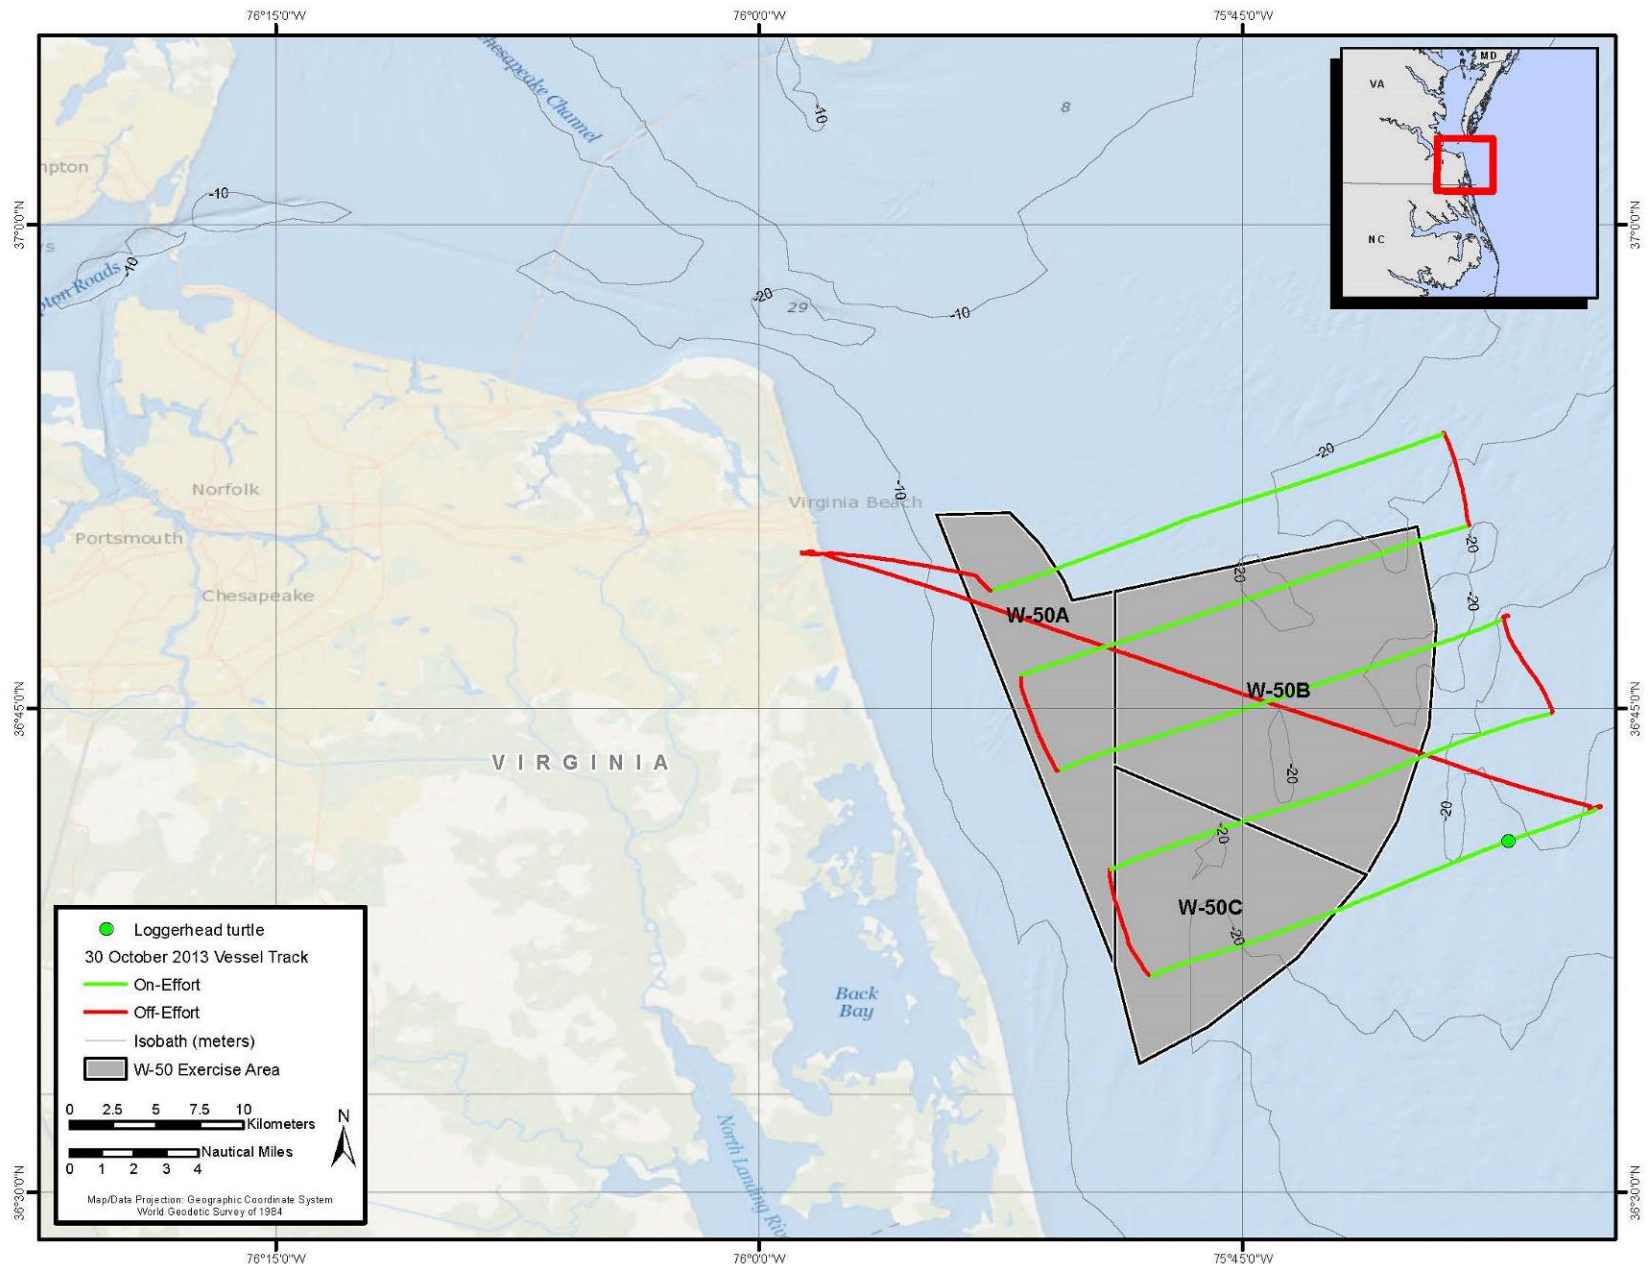 76°15'0"W
76°0'0"W
75°45'0"W
Chesapeake Channel
-10
8
MD
VA
NC
mpton
-10
37°0'0"N
37°0'0"N
-10
pton Roads
-20
29
-10
-20
-10
Norfolk
Virginia Beach
Portsmouth
-20
-20
-20
Chesapeake
W-50A
W-50B
36°45'0"N
36°45'0"N
VIRGINIA
-20
-20
-20
W-50C
-20
Back
Bay
North Landing Riv
Loggerhead turtle
30 October 2013 Vessel Track
On-Effort
Off-Effort
Isobath (meters)
W-50 Exercise Area
0 2.5 5 7.5 10
Kilometers
N
Nautical Miles
0 1 2 3 4
Map/Data Projection: Geographic Coordinate System
World Geodetic Survey of 1984
36°30'0"N
36°30'0"N
76°15'0"W
76°0'0"W
75°45'0"W